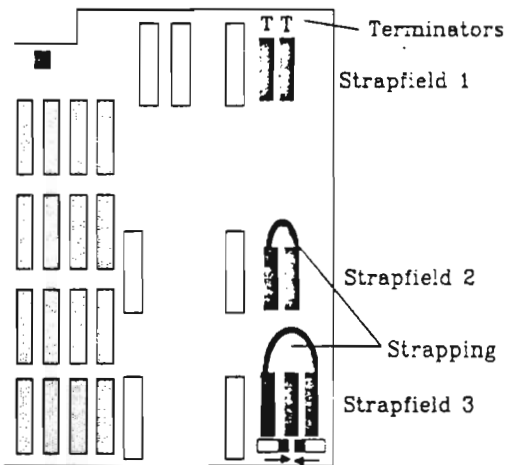 T T
Terminators
Strapfield 1
Strapfield 2
Strapping
Strapfield 3